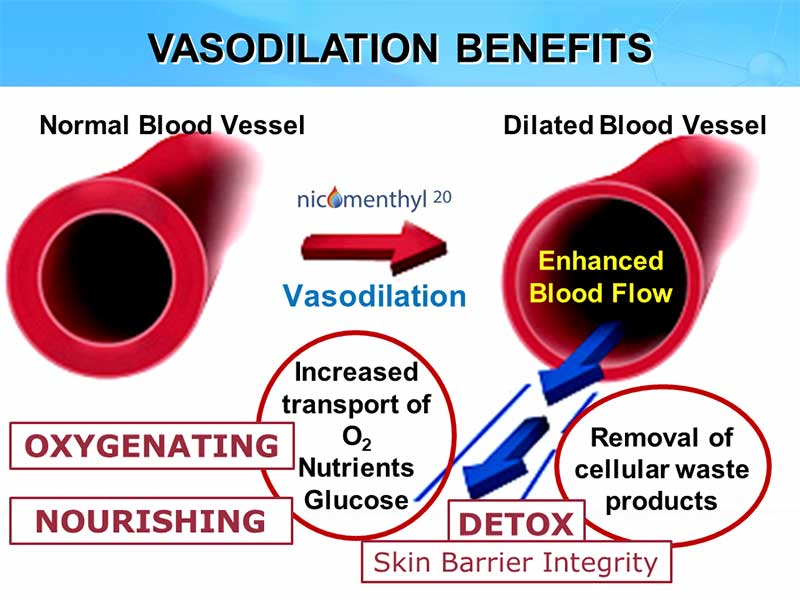 VASODILATION BENEFITS
Normal Blood Vessel
Dilated Blood Vessel
nicomenthyl 20
Vasodilation
Enhanced
Blood Flow
Increased
transport of
O₂
Nutrients
Glucose
OXYGENATING
NOURISHING
Removal of
cellular waste
products
DETOX
Skin Barrier Integrity